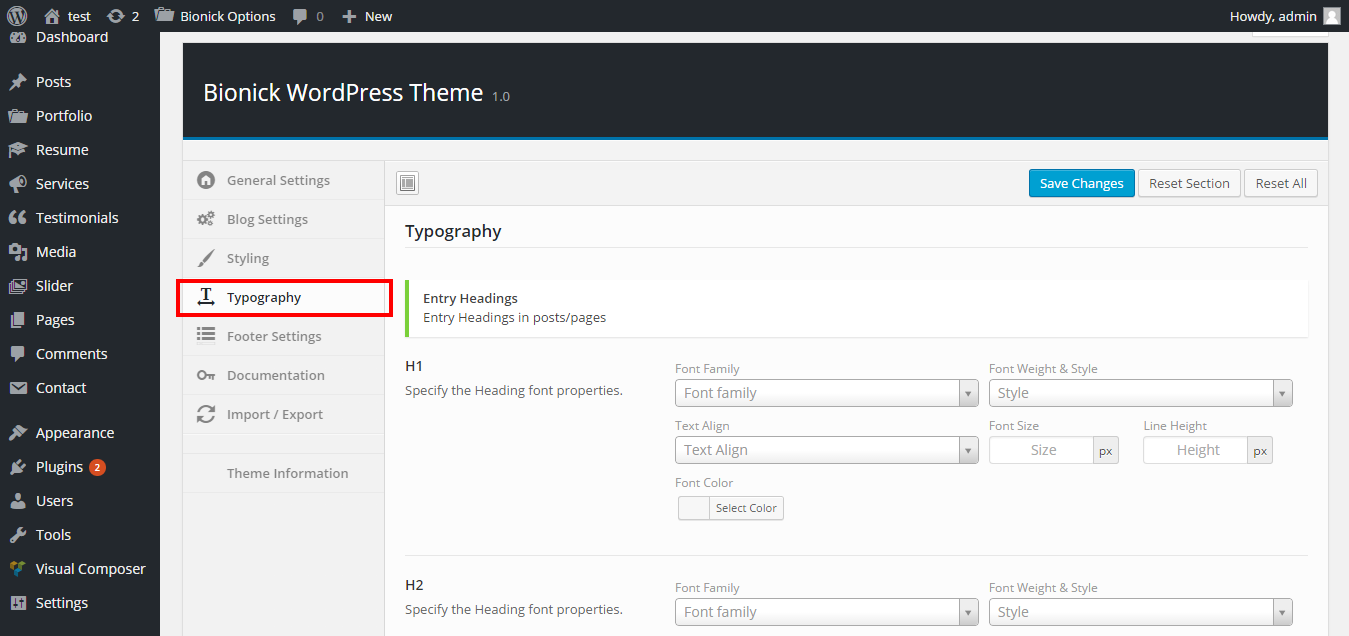 test 2 Bionick Options 0 New Howdy, admin
Dashboard
Posts
Portfolio
Resume
Services
Testimonials
Media
Slider
Pages
Comments
Contact
Appearance
Plugins 2
Users
Tools
Visual Composer
Settings
Bionick WordPress Theme 1.0
General Settings
Blog Settings
Styling
Typography
Footer Settings
Documentation
Import / Export
Theme Information
Save Changes Reset Section Reset All
Typography
Entry Headings
Entry Headings in posts/pages
H1
Specify the Heading font properties.
Font Family Font Weight & Style
Font family Style
Text Align Font Size Line Height
Text Align Size px Height px
Font Color
Select Color
H2
Specify the Heading font properties.
Font Family Font Weight & Style
Font family Style